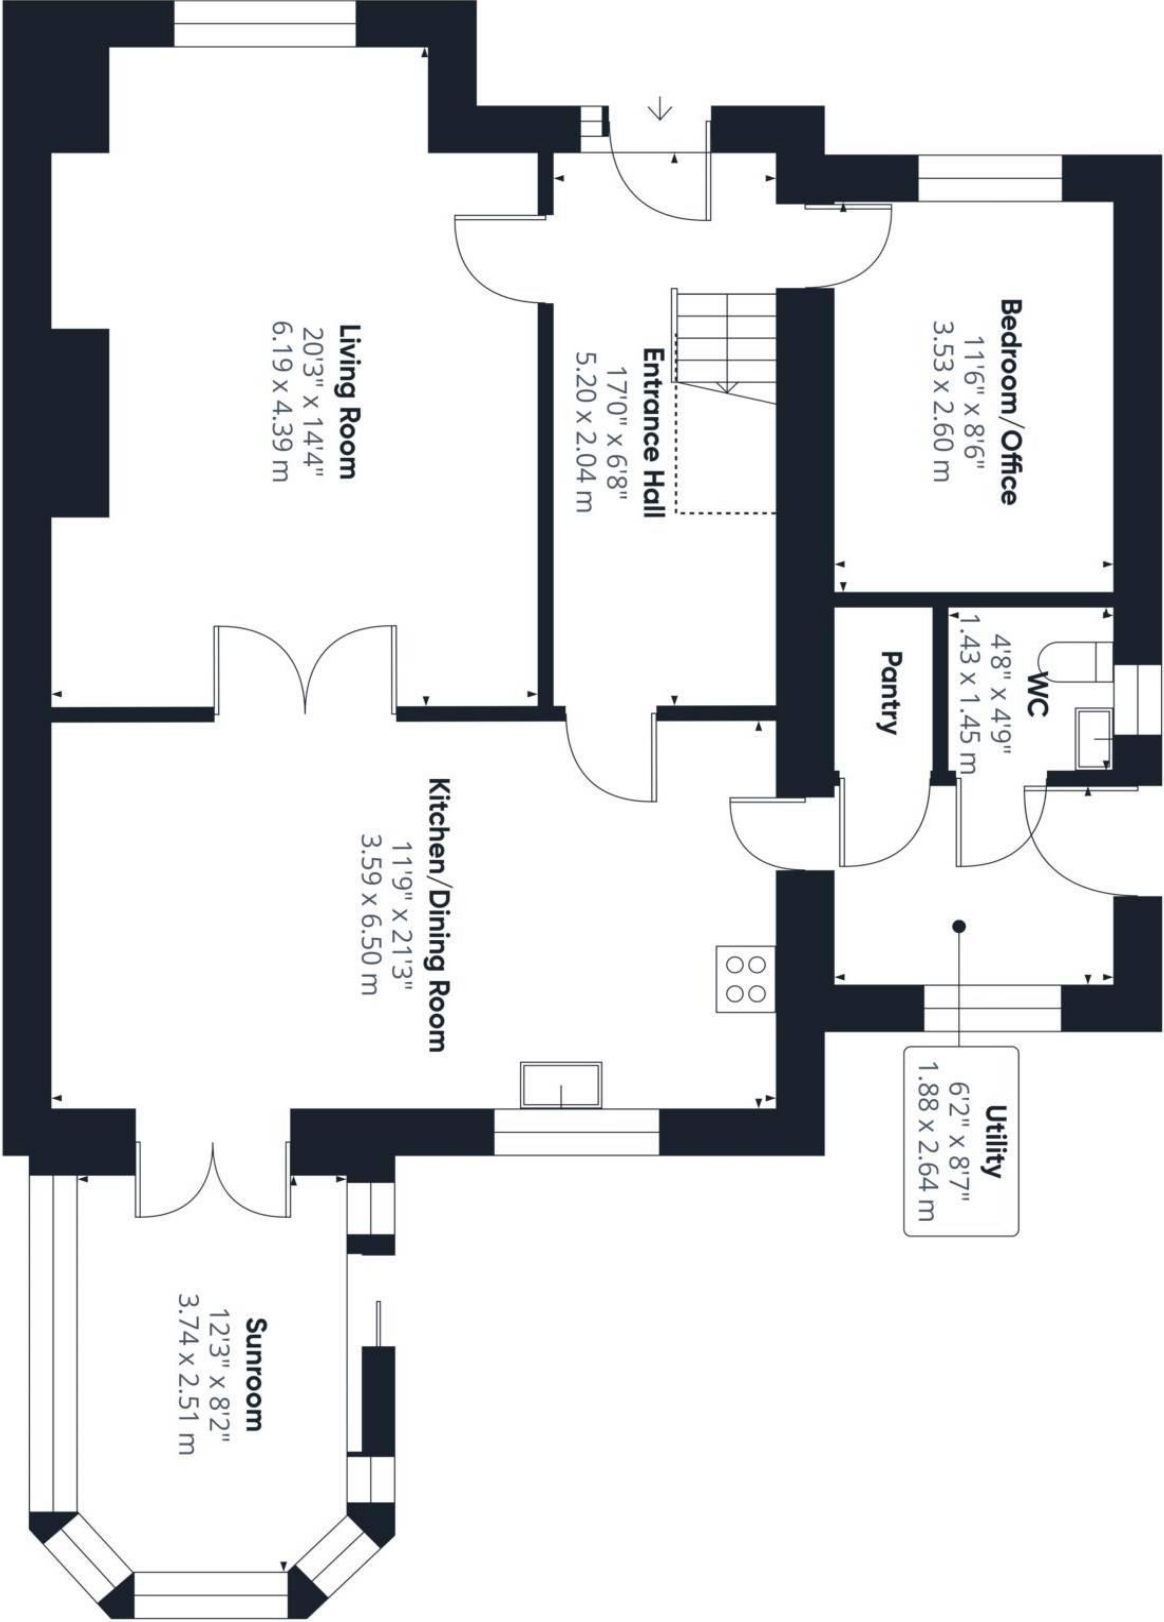 Bedroom/Office
11'6" x 8'6"
3.53 x 2.60 m
WC
4'8" x 4'9"
1.43 x 1.45 m
Pantry
Utility
6'2" x 8'7"
1.88 x 2.64 m
Entrance Hall
17'0" x 6'8"
5.20 x 2.04 m
Kitchen/Dining Room
11'9" x 21'3"
3.59 x 6.50 m
Living Room
20'3" x 14'4"
6.19 x 4.39 m
Sunroom
12'3" x 8'2"
3.74 x 2.51 m